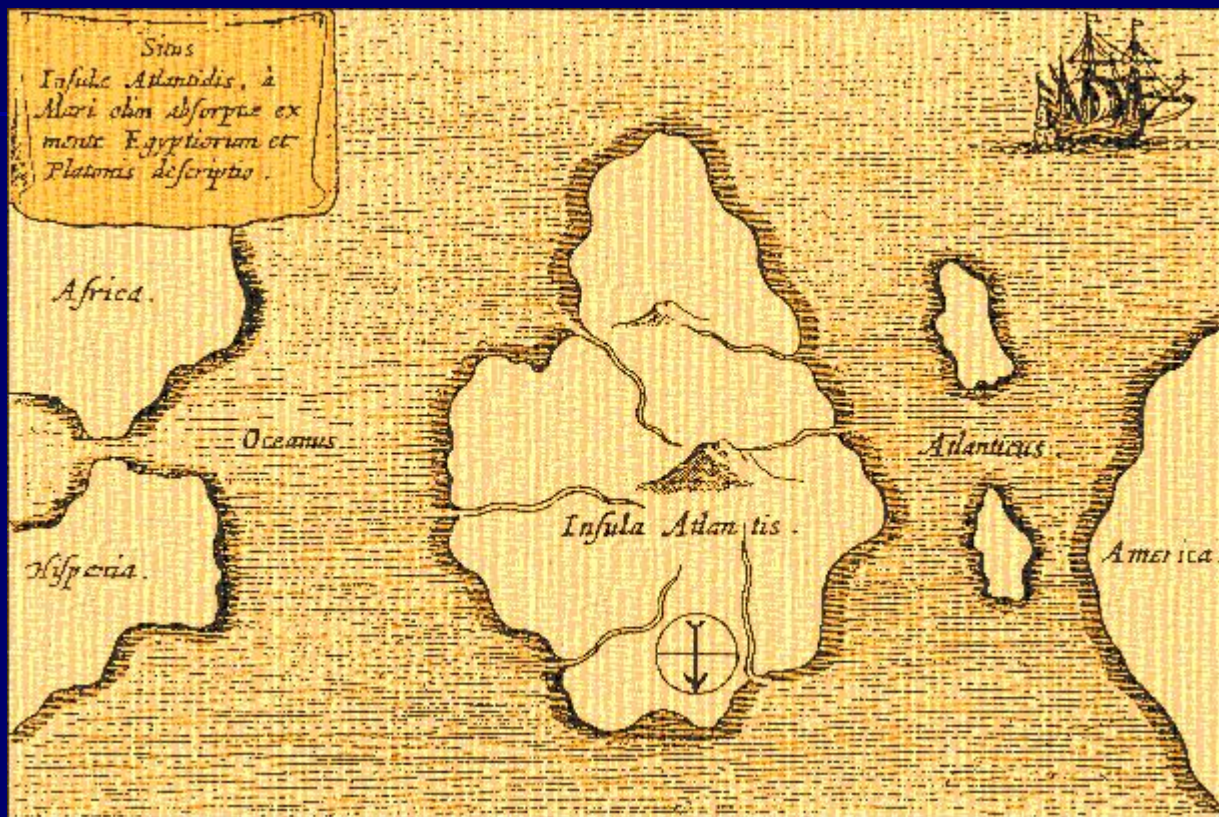 Situs
Insulæ Atlantidis, à
Mari olim absorptæ ex
mente Egyptiorum et
Platonis descriptio.
Africa.
Oceanus
Atlanticus.
Insula Atlantis.
Hispania.
America